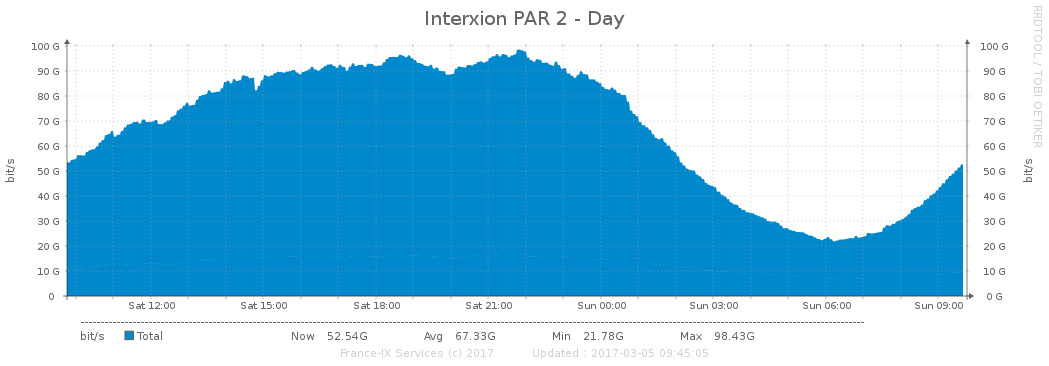 Interxion PAR 2 - Day
RRDTOOL / TOBI OETIKER
100 G 100 G
90 G 90 G
80 G 80 G
70 G 70 G
60 G 60 G
50 G 50 G
40 G 40 G
30 G 30 G
20 G 20 G
10 G 10 G
0 0 G
bit/s bit/s
Sat 12:00 Sat 15:00 Sat 18:00 Sat 21:00 Sun 00:00 Sun 03:00 Sun 06:00 Sun 09:00
bit/s Total Now 52.54G Avg 67.33G Min 21.78G Max 98.43G
France-IX Services (c) 2017 Updated : 2017-03-05 09:45:05